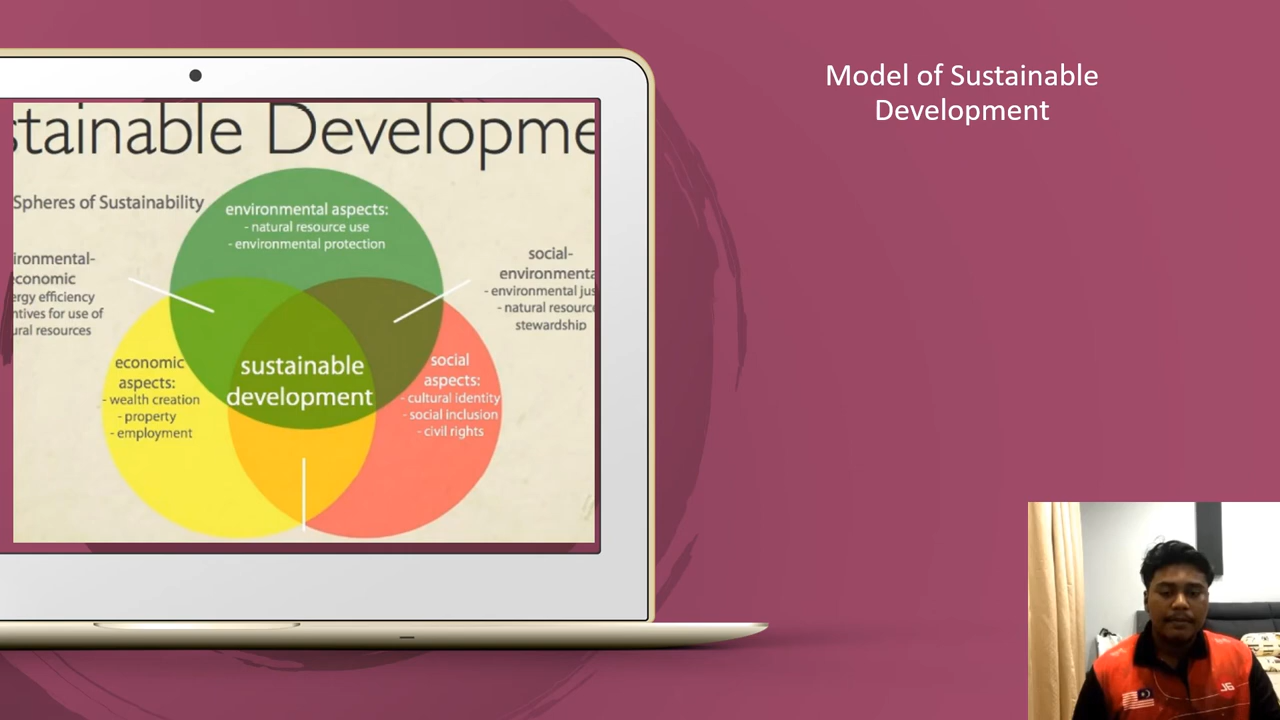 Model of Sustainable
Development
stainable Developme
Spheres of Sustainability
environmental aspects:
- natural resource use
- environmental protection
ironmental-
conomic
ergy efficiency
ntives for use of
ural resources
social-
environmenta
- environmental jus
- natural resourc
stewardship
economic
aspects:
- wealth creation
- property
- employment
sustainable
development
social
aspects:
- cultural identity
- social inclusion
- civil rights